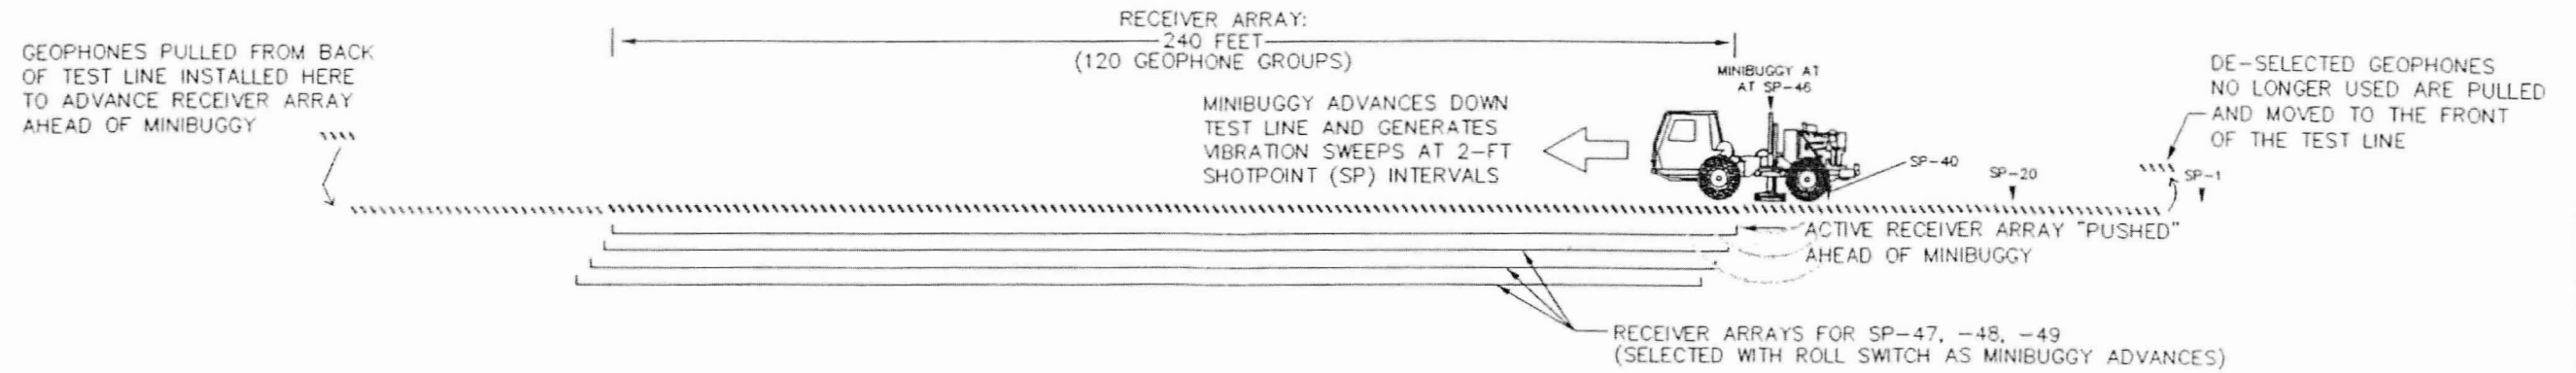 GEOPHONES PULLED FROM BACK
OF TEST LINE INSTALLED HERE
TO ADVANCE RECEIVER ARRAY
AHEAD OF MINIBUGGY
RECEIVER ARRAY:
240 FEET
(120 GEOPHONE GROUPS)
MINIBUGGY ADVANCES DOWN
TEST LINE AND GENERATES
VIBRATION SWEEPS AT 2-FT
SHOTPOINT (SP) INTERVALS
MINIBUGGY AT
AT SP-46
SP-40
SP-20
SP-1
DE-SELECTED GEOPHONES
NO LONGER USED ARE PULLED
AND MOVED TO THE FRONT
OF THE TEST LINE
ACTIVE RECEIVER ARRAY "PUSHED"
AHEAD OF MINIBUGGY
RECEIVER ARRAYS FOR SP-47, -48, -49
(SELECTED WITH ROLL SWITCH AS MINIBUGGY ADVANCES)